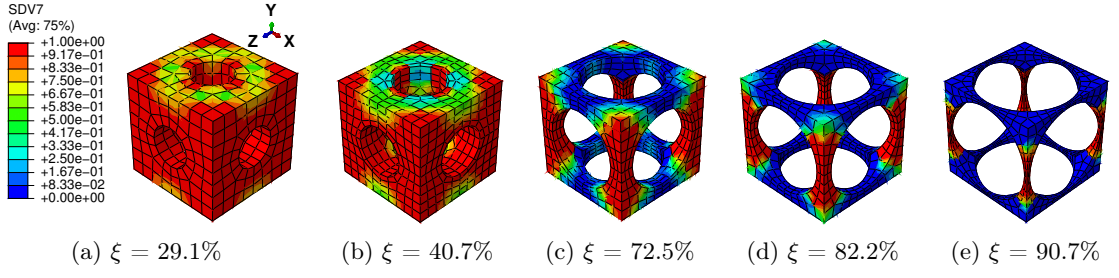 SDV7
(Avg: 75%)
+1.00e+00
+9.17e-01
+8.33e-01
+7.50e-01
+6.67e-01
+5.83e-01
+5.00e-01
+4.17e-01
+3.33e-01
+2.50e-01
+1.67e-01
+8.33e-02
+0.00e+00
Y
Z X
(a) ξ = 29.1%
(b) ξ = 40.7%
(c) ξ = 72.5%
(d) ξ = 82.2%
(e) ξ = 90.7%